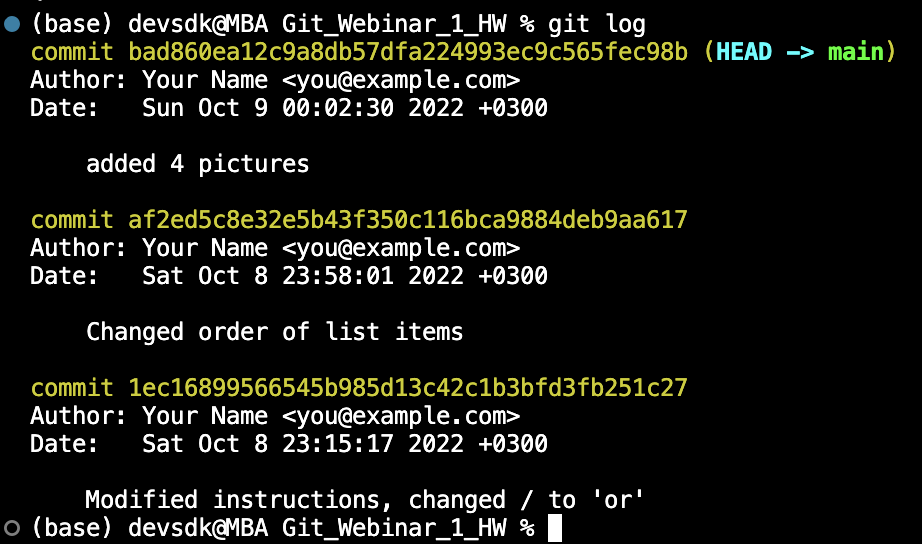 (base) devsdk@MBA Git_Webinar_1_HW % git log
commit bad860ea12c9a8db57dfa224993ec9c565fec98b (HEAD -> main)
Author: Your Name <you@example.com>
Date:   Sun Oct 9 00:02:30 2022 +0300
added 4 pictures
commit af2ed5c8e32e5b43f350c116bca9884deb9aa617
Author: Your Name <you@example.com>
Date:   Sat Oct 8 23:58:01 2022 +0300
Changed order of list items
commit 1ec16899566545b985d13c42c1b3bfd3fb251c27
Author: Your Name <you@example.com>
Date:   Sat Oct 8 23:15:17 2022 +0300
Modified instructions, changed / to 'or'
(base) devsdk@MBA Git_Webinar_1_HW %